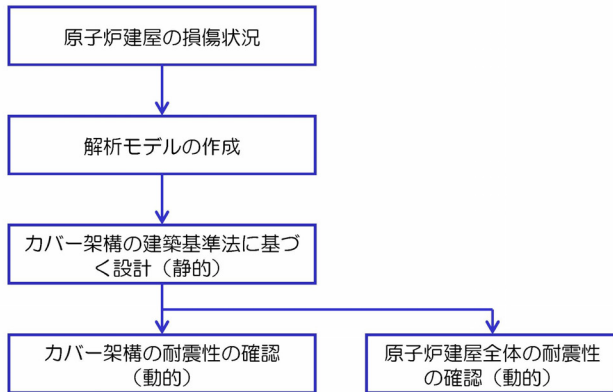 原子炉建屋の損傷状況
解析モデルの作成
カバー架構の建築基準法に基づ
く設計（静的）
カバー架構の耐震性の確認
（動的）
原子炉建屋全体の耐震性
の確認（動的）